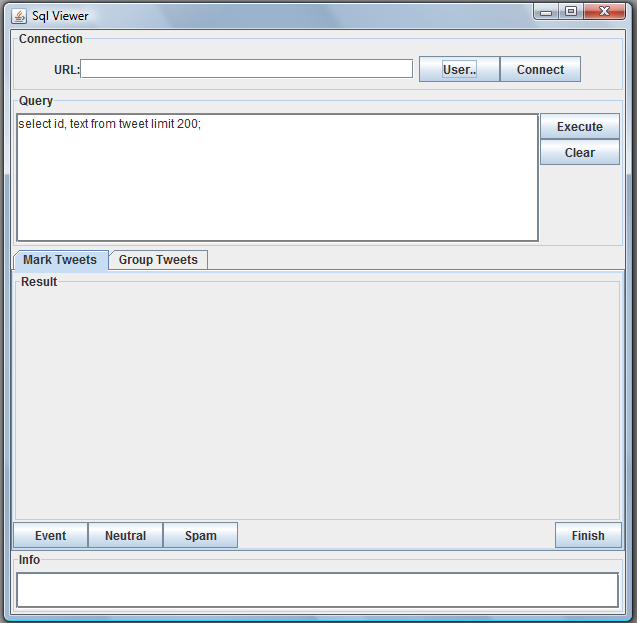 Sql Viewer
Connection
URL: User.. Connect
Query
select id, text from tweet limit 200;
Execute
Clear
Mark Tweets Group Tweets
Result
Event Neutral Spam Finish
Info